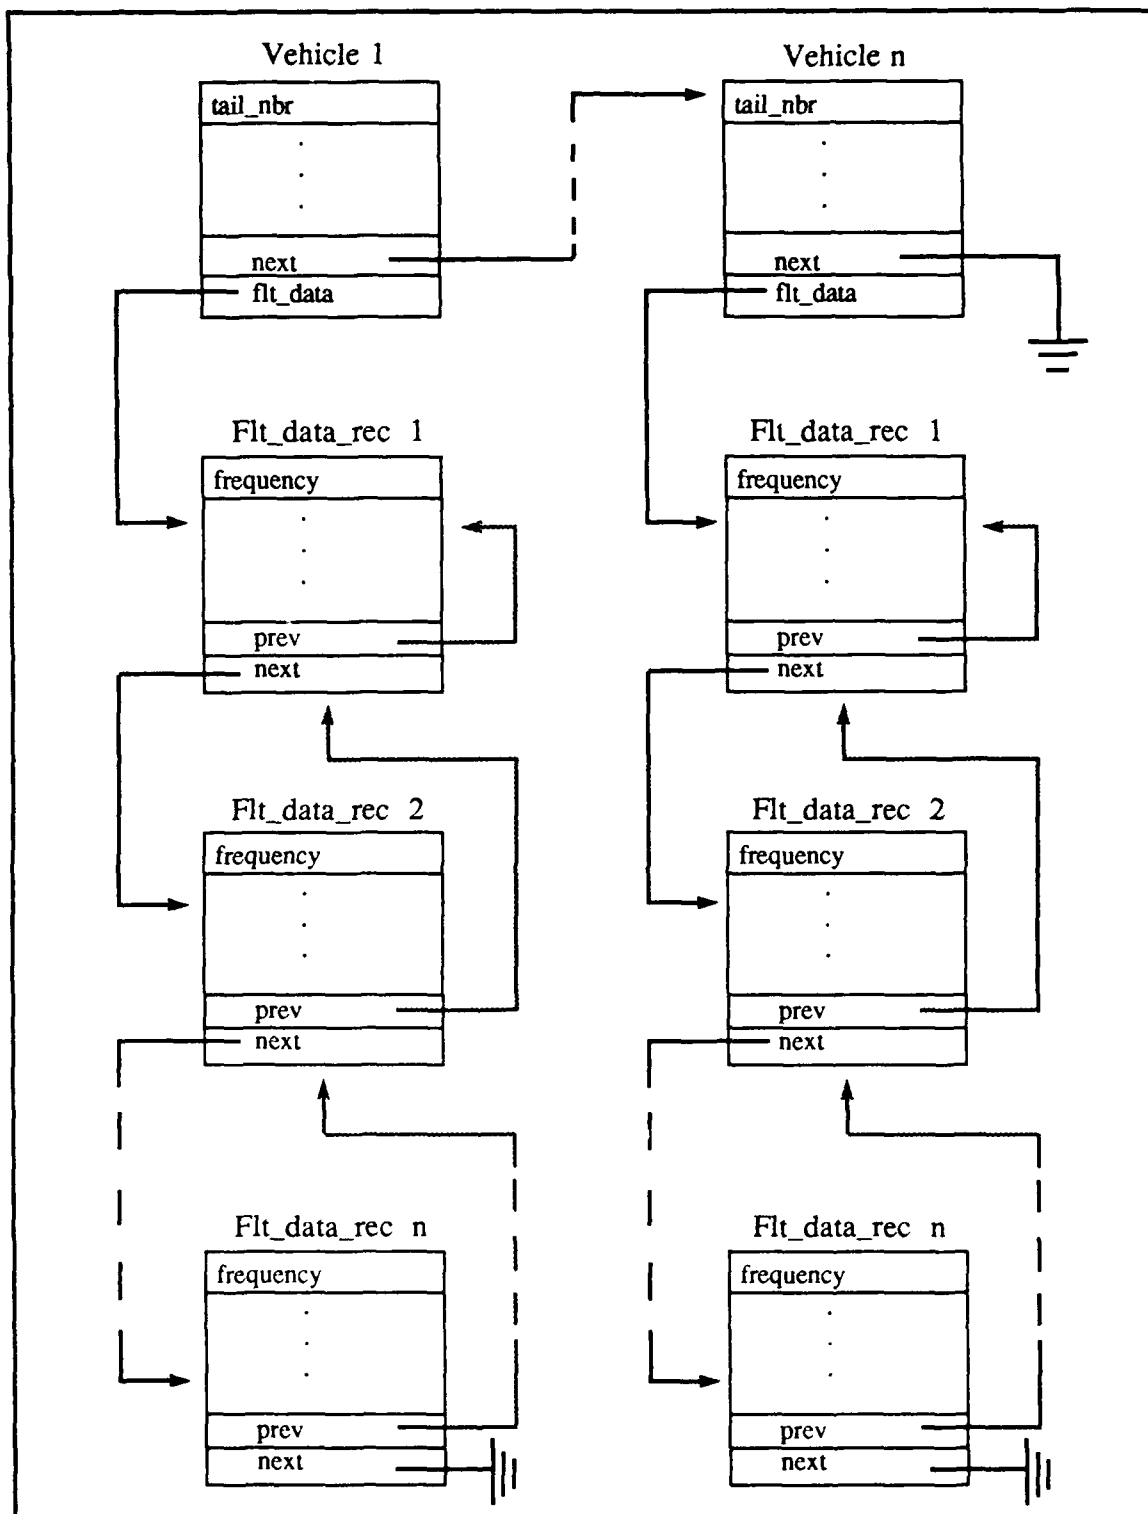 Vehicle 1
tail_nbr
next
flt_data
Flt_data_rec 1
frequency
prev
next
Flt_data_rec 2
frequency
prev
next
Flt_data_rec n
frequency
prev
next
Vehicle n
tail_nbr
next
flt_data
Flt_data_rec 1
frequency
prev
next
Flt_data_rec 2
frequency
prev
next
Flt_data_rec n
frequency
prev
next